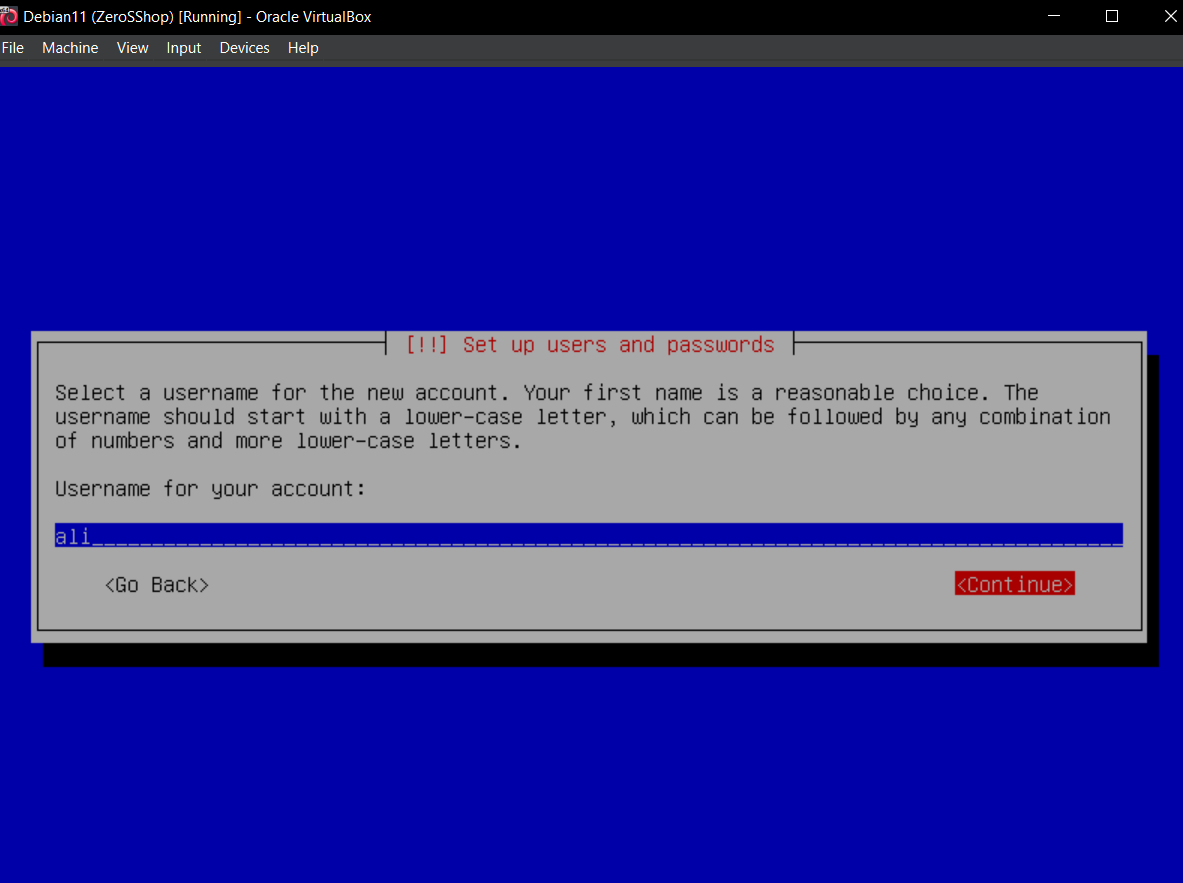 Debian11 (ZeroSShop) [Running] - Oracle VirtualBox
File Machine View Input Devices Help
[!!] Set up users and passwords
Select a username for the new account. Your first name is a reasonable choice. The
username should start with a lower-case letter, which can be followed by any combination
of numbers and more lower-case letters.
Username for your account:
ali
<Go Back> <Continue>